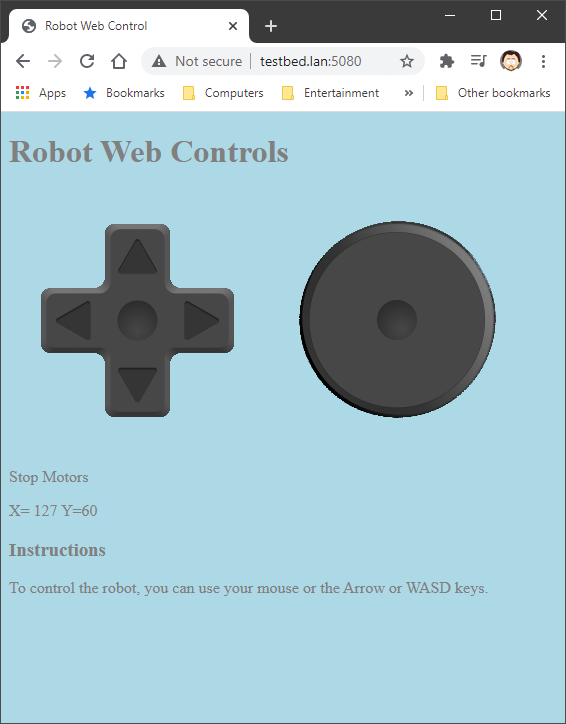 Robot Web Control
Not secure | testbed.lan:5080
Apps Bookmarks Computers Entertainment » Other bookmarks
Robot Web Controls
Stop Motors
X= 127 Y=60
Instructions
To control the robot, you can use your mouse or the Arrow or WASD keys.